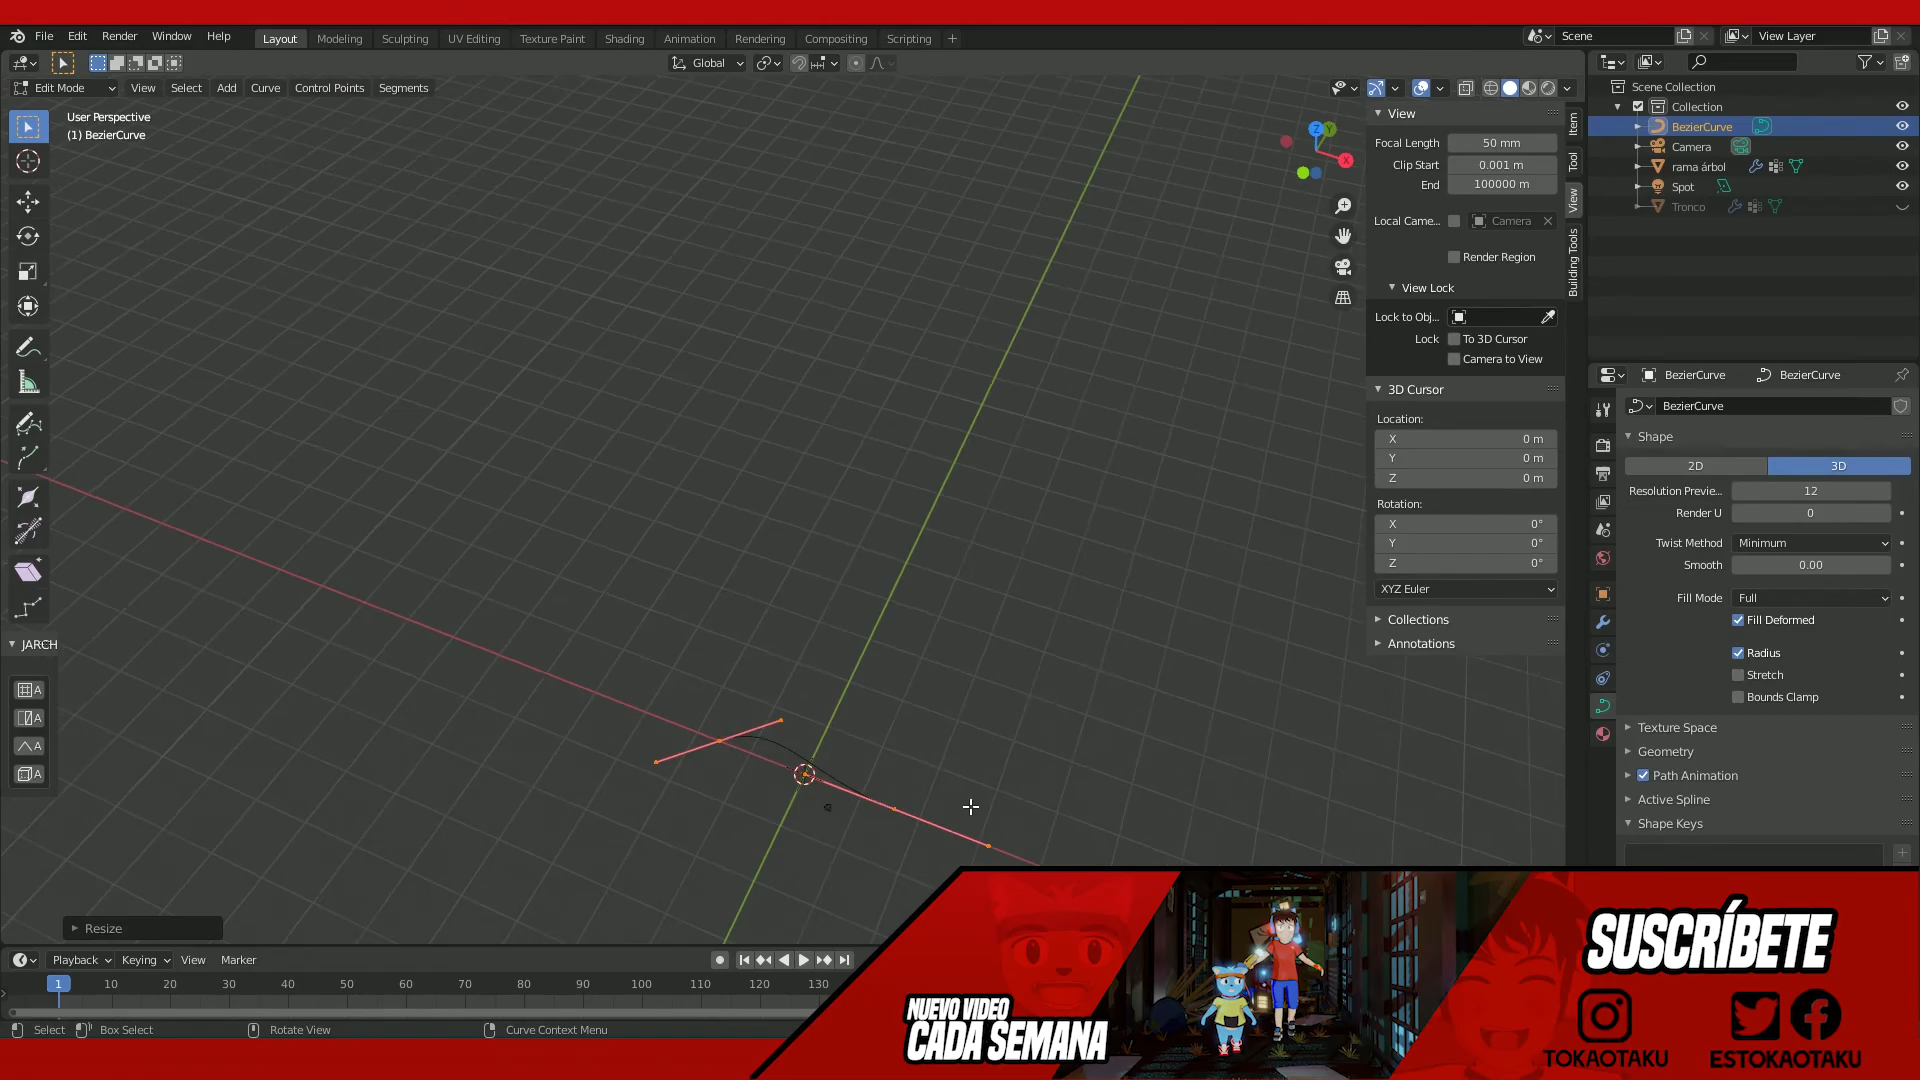 File Edit Render Window Help Layout Modeling Sculpting UV Editing Texture Paint Shading Animation Rendering Compositing Scripting + Scene View Layer
Global
Edit Mode View Select Add Curve Control Points Segments
User Perspective
(1) BezierCurve
Z
Y
X
View
Focal Length 50 mm
Clip Start 0.001 m
End 100000 m
Local Came... Camera
Render Region
View Lock
Lock to Obj...
Lock To 3D Cursor
Camera to View
3D Cursor
Location:
X 0 m
Y 0 m
Z 0 m
Rotation:
X 0°
Y 0°
Z 0°
XYZ Euler
Collections
Annotations
Item
Tool
View
Building Tools
Scene Collection
Collection
BezierCurve
Camera
rama árbol
Spot
Tronco
BezierCurve BezierCurve
BezierCurve
Shape
2D 3D
Resolution Previe... 12
Render U 0
Twist Method Minimum
Smooth 0.00
Fill Mode Full
Fill Deformed
Radius
Stretch
Bounds Clamp
Texture Space
Geometry
Path Animation
Active Spline
Shape Keys
JARCH
A
A
A
A
Resize
Playback Keying View Marker
1 10 20 30 40 50 60 70 80 90 100 110 120 130
Select Box Select Rotate View Curve Context Menu
NUEVO VIDEO
CADA SEMANA
SUSCRÍBETE
TOKAOTAKU ESTOKAOTAKU